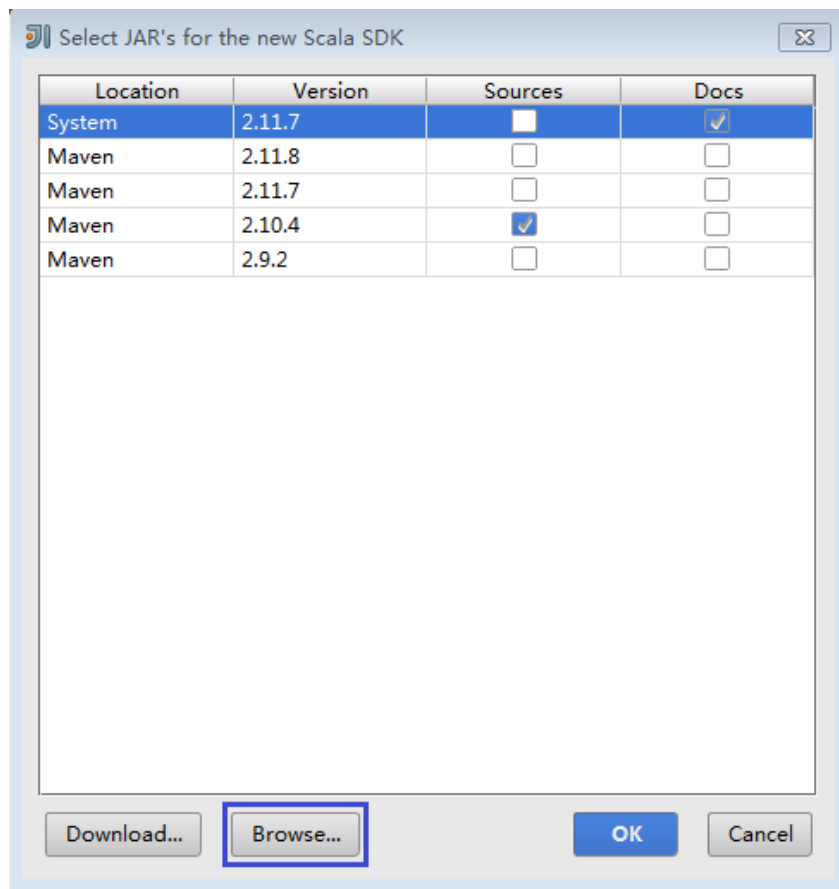 Select JAR's for the new Scala SDK
Location Version Sources Docs
System 2.11.7
Maven 2.11.8
Maven 2.11.7
Maven 2.10.4
Maven 2.9.2
Download... Browse... OK Cancel